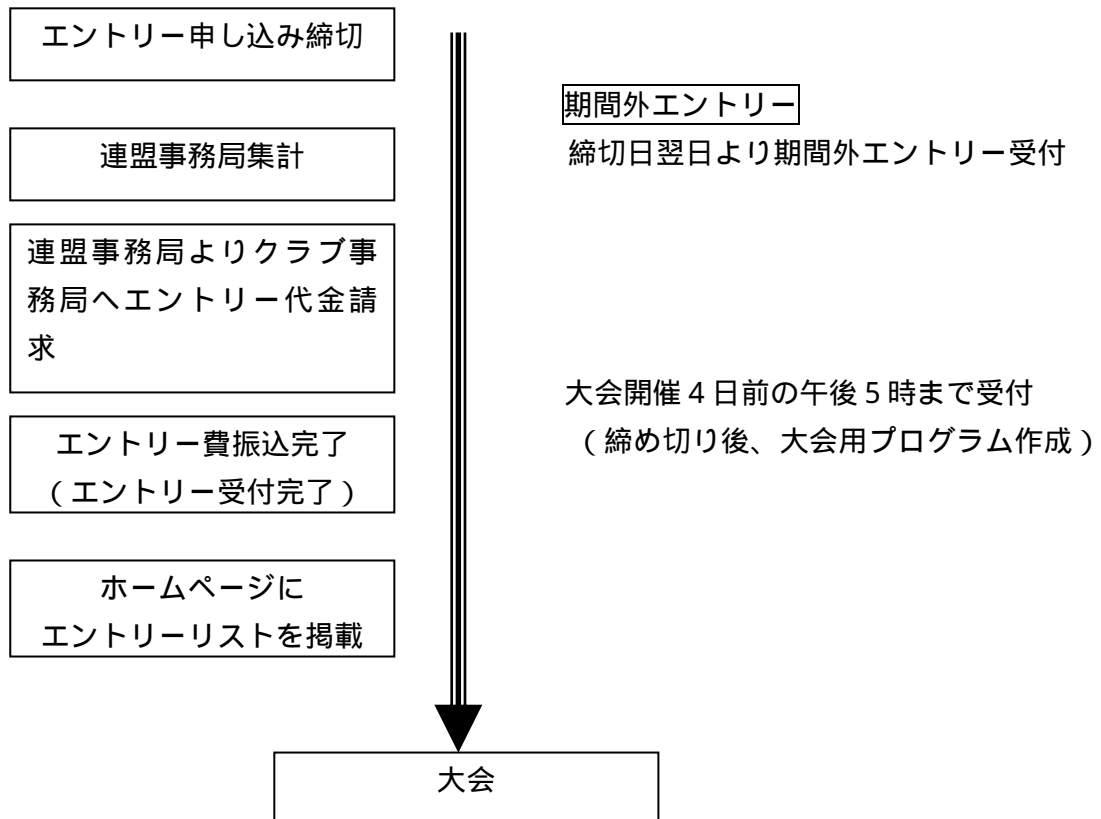 エントリー申し込み締切
連盟事務局集計
連盟事務局よりクラブ事
務局へエントリー代金請
求
エントリー費振込完了
（エントリー受付完了）
ホームページに
エントリーリストを掲載
期間外エントリー
締切日翌日より期間外エントリー受付
大会開催４日前の午後５時まで受付
（締め切り後、大会用プログラム作成）
大会